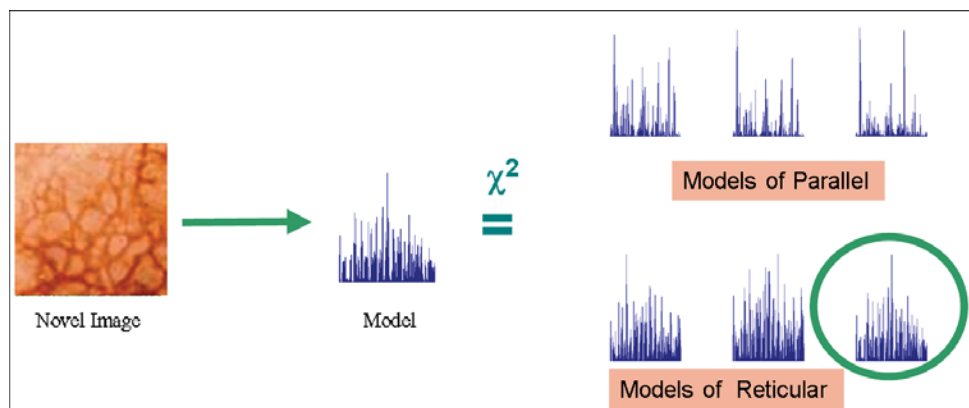 χ²
=
Models of Parallel
Novel Image
Model
Models of Reticular